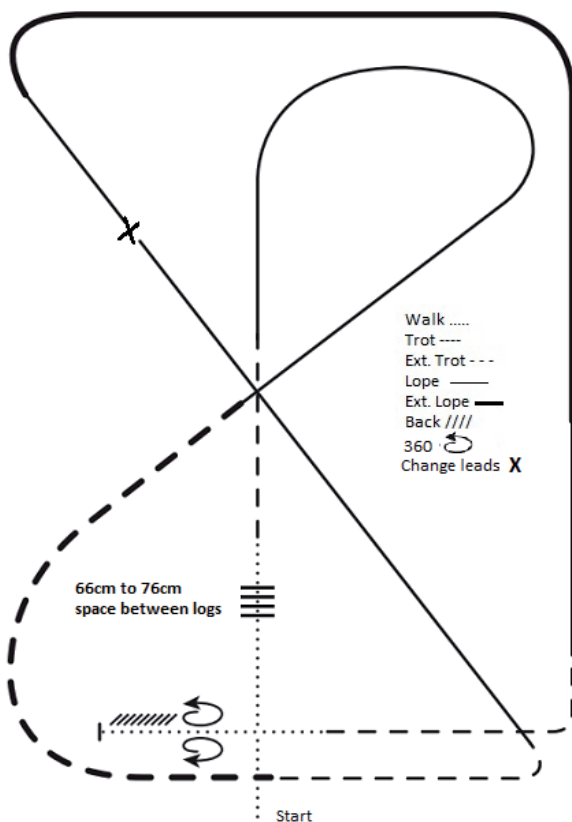 Walk .....
Trot ----
Ext. Trot - - -
Lope ——
Ext. Lope ——
Back ////
360
Change leads X
66cm to 76cm
space between logs
Start